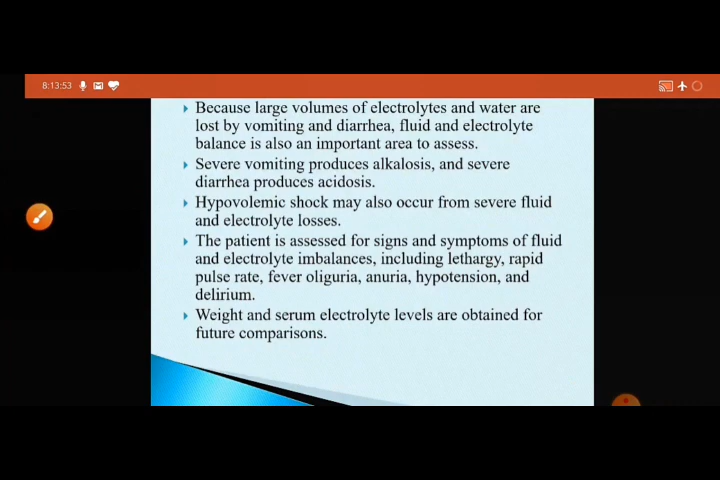 8:13:53
Because large volumes of electrolytes and water are
lost by vomiting and diarrhea, fluid and electrolyte
balance is also an important area to assess.
Severe vomiting produces alkalosis, and severe
diarrhea produces acidosis.
Hypovolemic shock may also occur from severe fluid
and electrolyte losses.
The patient is assessed for signs and symptoms of fluid
and electrolyte imbalances, including lethargy, rapid
pulse rate, fever oliguria, anuria, hypotension, and
delirium.
Weight and serum electrolyte levels are obtained for
future comparisons.